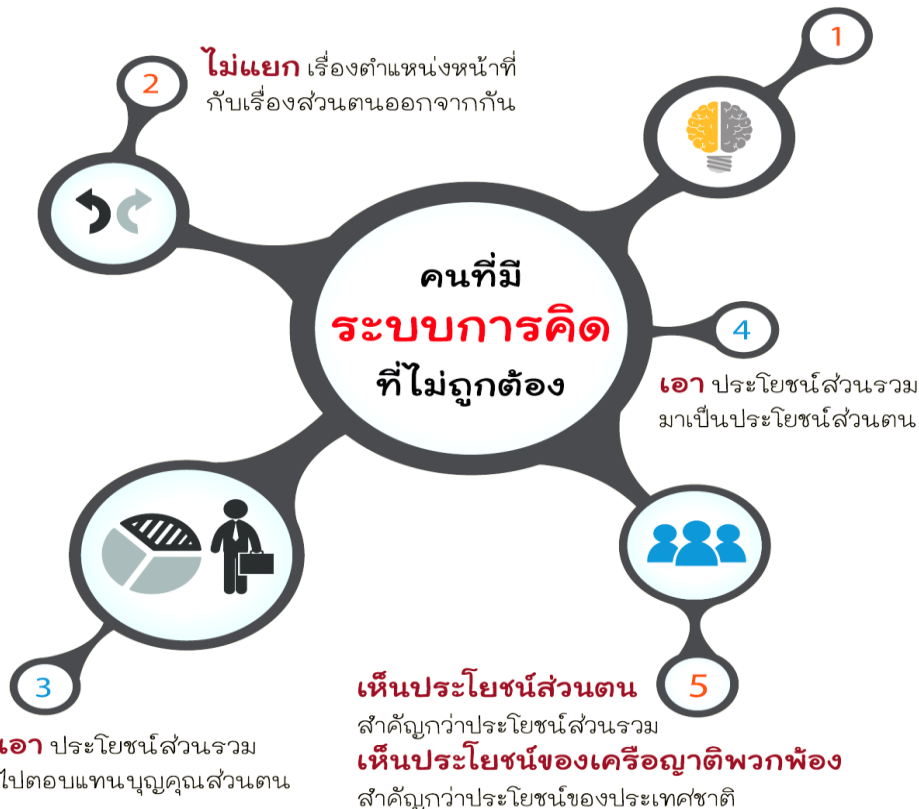 1
2
ไม่แยก เรื่องตำแหน่งหน้าที่
กับเรื่องส่วนตนออกจากกัน
คนที่มี
ระบบการคิด
ที่ไม่ถูกต้อง
4
เอา ประโยชน์ส่วนรวม
มาเป็นประโยชน์ส่วนตน
3
เอา ประโยชน์ส่วนรวม
ไปตอบแทนบุญคุณส่วนตน
5
เห็นประโยชน์ส่วนตน
สำคัญกว่าประโยชน์ส่วนรวม
เห็นประโยชน์ของเครือญาติพวกพ้อง
สำคัญกว่าประโยชน์ของประเทศชาติ